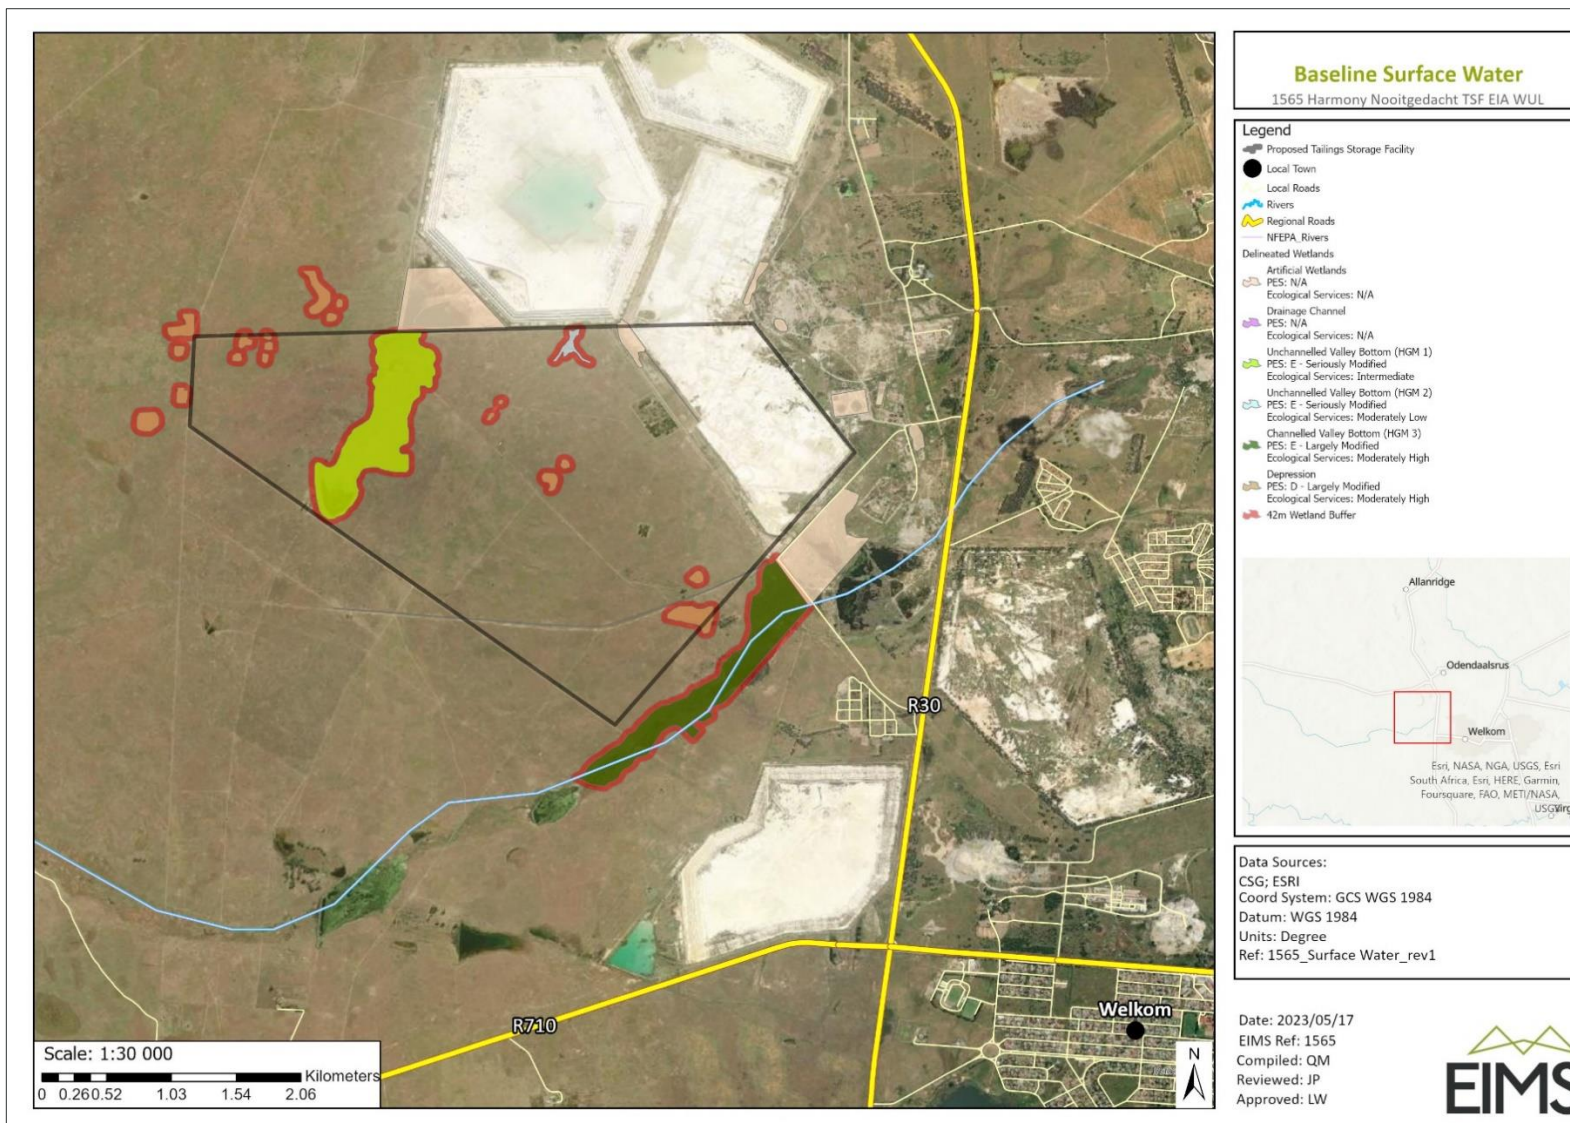 Baseline Surface Water
1565 Harmony Nooitgedacht TSF EIA WUL
Legend
Proposed Tailings Storage Facility
Local Town
Local Roads
Rivers
Regional Roads
NFEPA_Rivers
Delineated Wetlands
Artificial Wetlands
PES: N/A
Ecological Services: N/A
Drainage Channel
PES: N/A
Ecological Services: N/A
Unchannelled Valley Bottom (HGM 1)
PES: E - Seriously Modified
Ecological Services: Intermediate
Unchannelled Valley Bottom (HGM 2)
PES: E - Seriously Modified
Ecological Services: Moderately Low
Channelled Valley Bottom (HGM 3)
PES: E - Largely Modified
Ecological Services: Moderately High
Depression
PES: D - Largely Modified
Ecological Services: Moderately High
42m Wetland Buffer
Allanridge
Odendaalsrus
Welkom
Esri, NASA, NGA, USGS, Esri
South Africa, Esri, HERE, Garmin,
Foursquare, FAO, METI/NASA,
USGS
Virg
R30
R710
Welkom
Scale: 1:30 000
Kilometers
0 0.26 0.52 1.03 1.54 2.06
N
Data Sources:
CSG; ESRI
Coord System: GCS WGS 1984
Datum: WGS 1984
Units: Degree
Ref: 1565_Surface Water_rev1
Date: 2023/05/17
EIMS Ref: 1565
Compiled: QM
Reviewed: JP
Approved: LW
EIMS